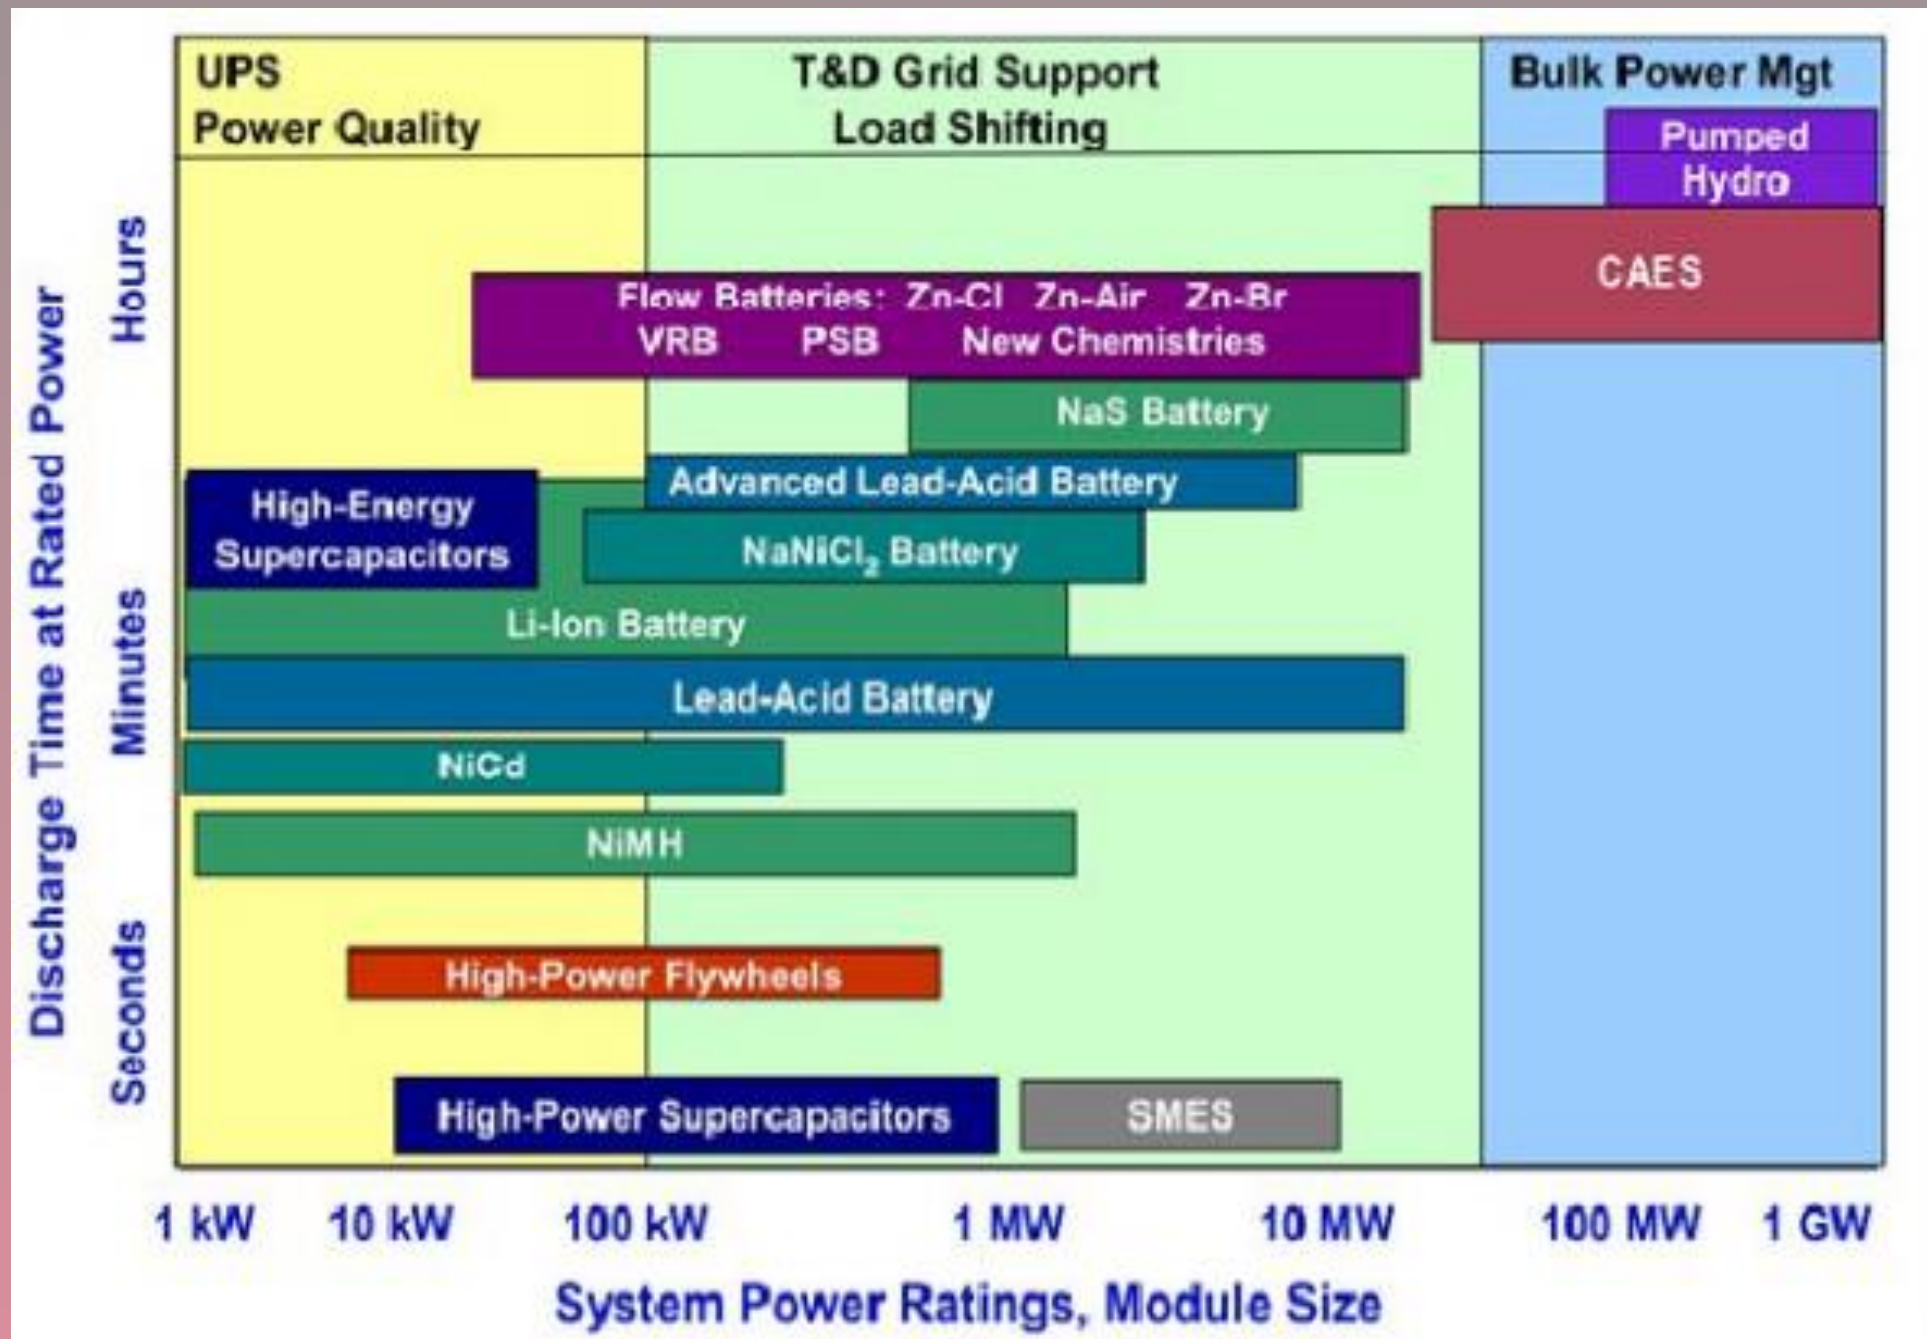 UPS
Power Quality
T&D Grid Support
Load Shifting
Bulk Power Mgt
Pumped
Hydro
CAES
Flow Batteries: Zn-Cl Zn-Air Zn-Br
VRB PSB New Chemistries
NaS Battery
Advanced Lead-Acid Battery
High-Energy
Supercapacitors
NaNiCl₂ Battery
Li-Ion Battery
Lead-Acid Battery
NiCd
NiMH
High-Power Flywheels
High-Power Supercapacitors
SMES
Discharge Time at Rated Power
Hours
Minutes
Seconds
1 kW 10 kW 100 kW 1 MW 10 MW 100 MW 1 GW
System Power Ratings, Module Size